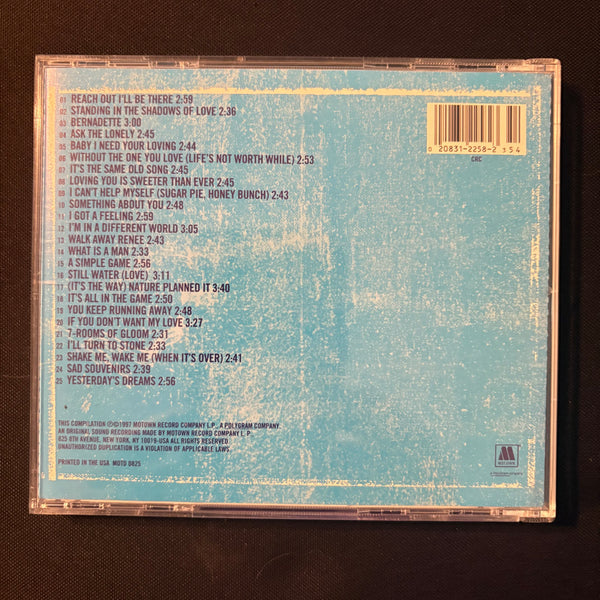 01 REACH OUT I'LL BE THERE 2:59
02 STANDING IN THE SHADOWS OF LOVE 2:36
03 BERNADETTE 3:00
04 ASK THE LONELY 2:45
05 BABY I NEED YOUR LOVING 2:44
06 WITHOUT THE ONE YOU LOVE (LIFE'S NOT WORTH WHILE) 2:53
07 IT'S THE SAME OLD SONG 2:45
08 LOVING YOU IS SWEETER THAN EVER 2:45
09 I CAN'T HELP MYSELF (SUGAR PIE, HONEY BUNCH) 2:43
10 SOMETHING ABOUT YOU 2:48
11 I GOT A FEELING 2:59
12 I'M IN A DIFFERENT WORLD 3:05
13 WALK AWAY RENEE 2:43
14 WHAT IS A MAN 2:33
15 A SIMPLE GAME 2:56
16 STILL WATER (LOVE) 3:11
17 (IT'S THE WAY) NATURE PLANNED IT 3:40
18 IT'S ALL IN THE GAME 2:50
19 YOU KEEP RUNNING AWAY 2:48
20 IF YOU DON'T WANT MY LOVE 3:27
21 7-ROOMS OF GLOOM 2:31
22 I'LL TURN TO STONE 2:33
23 SHAKE ME, WAKE ME (WHEN IT'S OVER) 2:41
24 SAD SOUVENIRS 2:39
25 YESTERDAY'S DREAMS 2:56
0 20831-2258-2 3 5 4
CRC
THIS COMPILATION ℗©1997 MOTOWN RECORD COMPANY L.P., A POLYGRAM COMPANY.
AN ORIGINAL SOUND RECORDING MADE BY MOTOWN RECORD COMPANY L.P.
825 8TH AVENUE, NEW YORK, NY 10019-USA ALL RIGHTS RESERVED.
UNAUTHORIZED DUPLICATION IS A VIOLATION OF APPLICABLE LAWS.
PRINTED IN THE USA MOTD 0825
M
MOTOWN
a PolyGram company